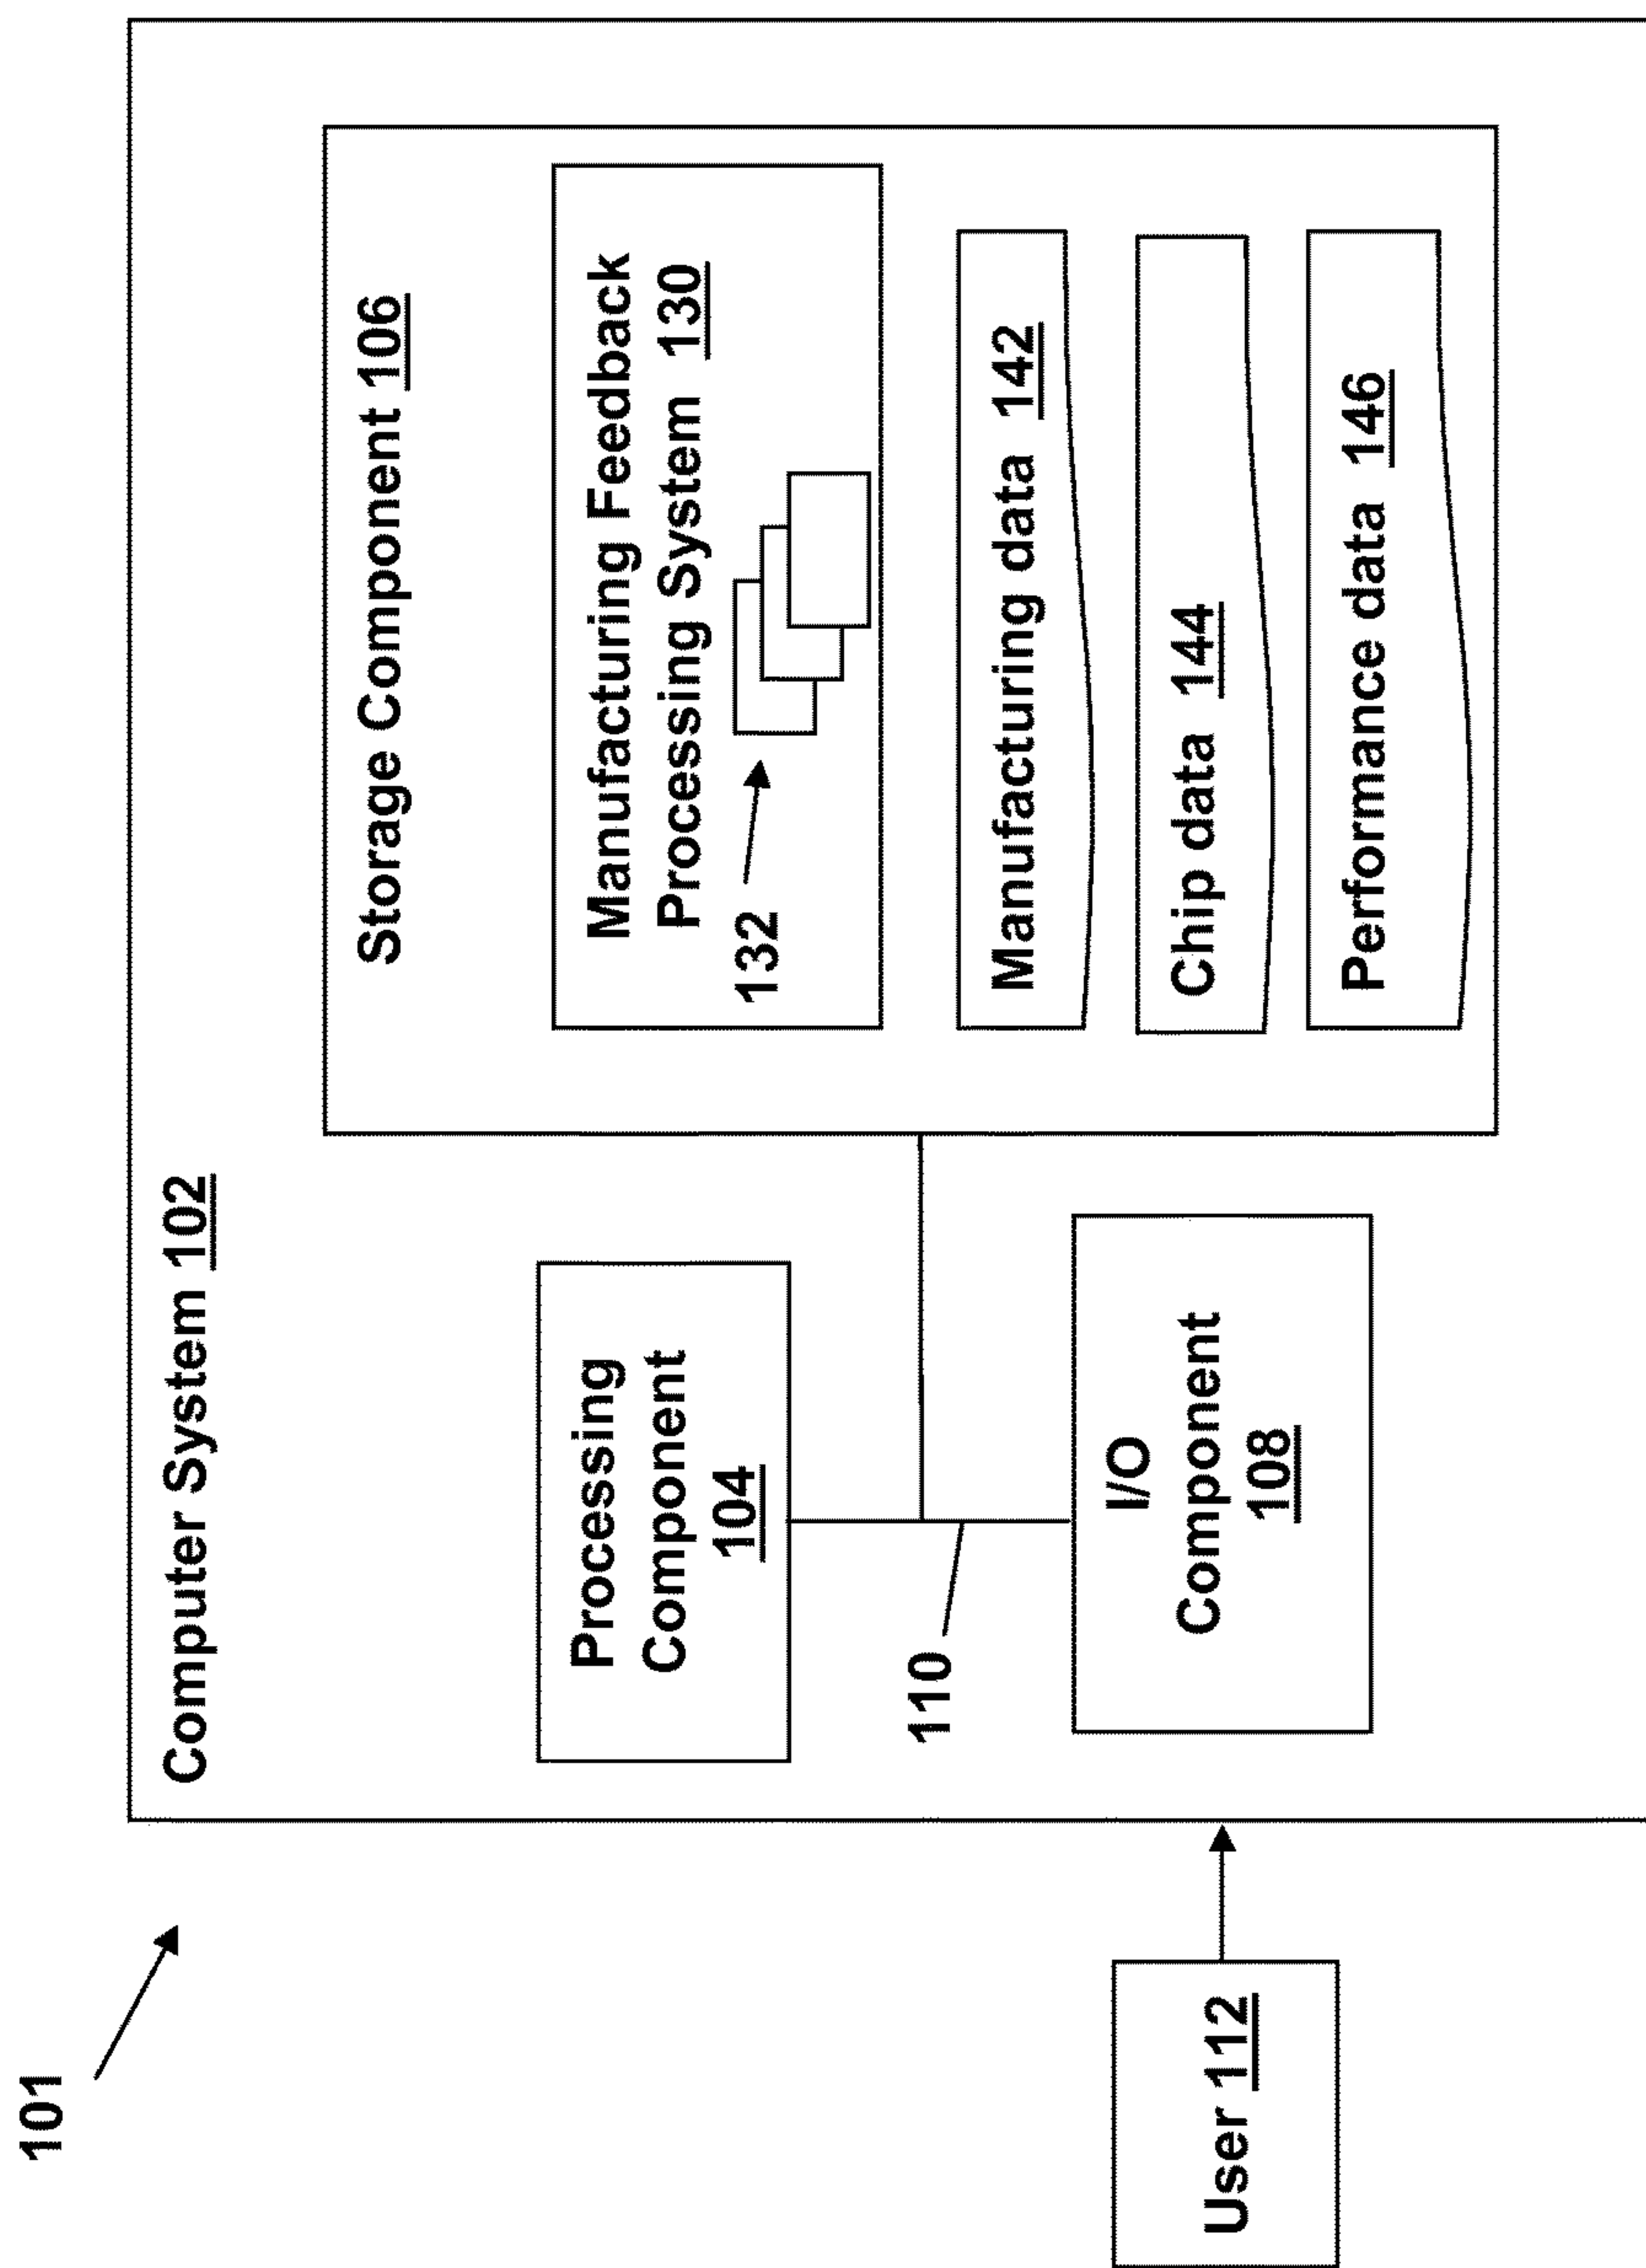 101
Computer System 102
Storage Component 106
Processing
Component
104
Manufacturing Feedback
Processing System 130
132
110
Manufacturing data 142
I/O
Component
108
Chip data 144
User 112
Performance data 146